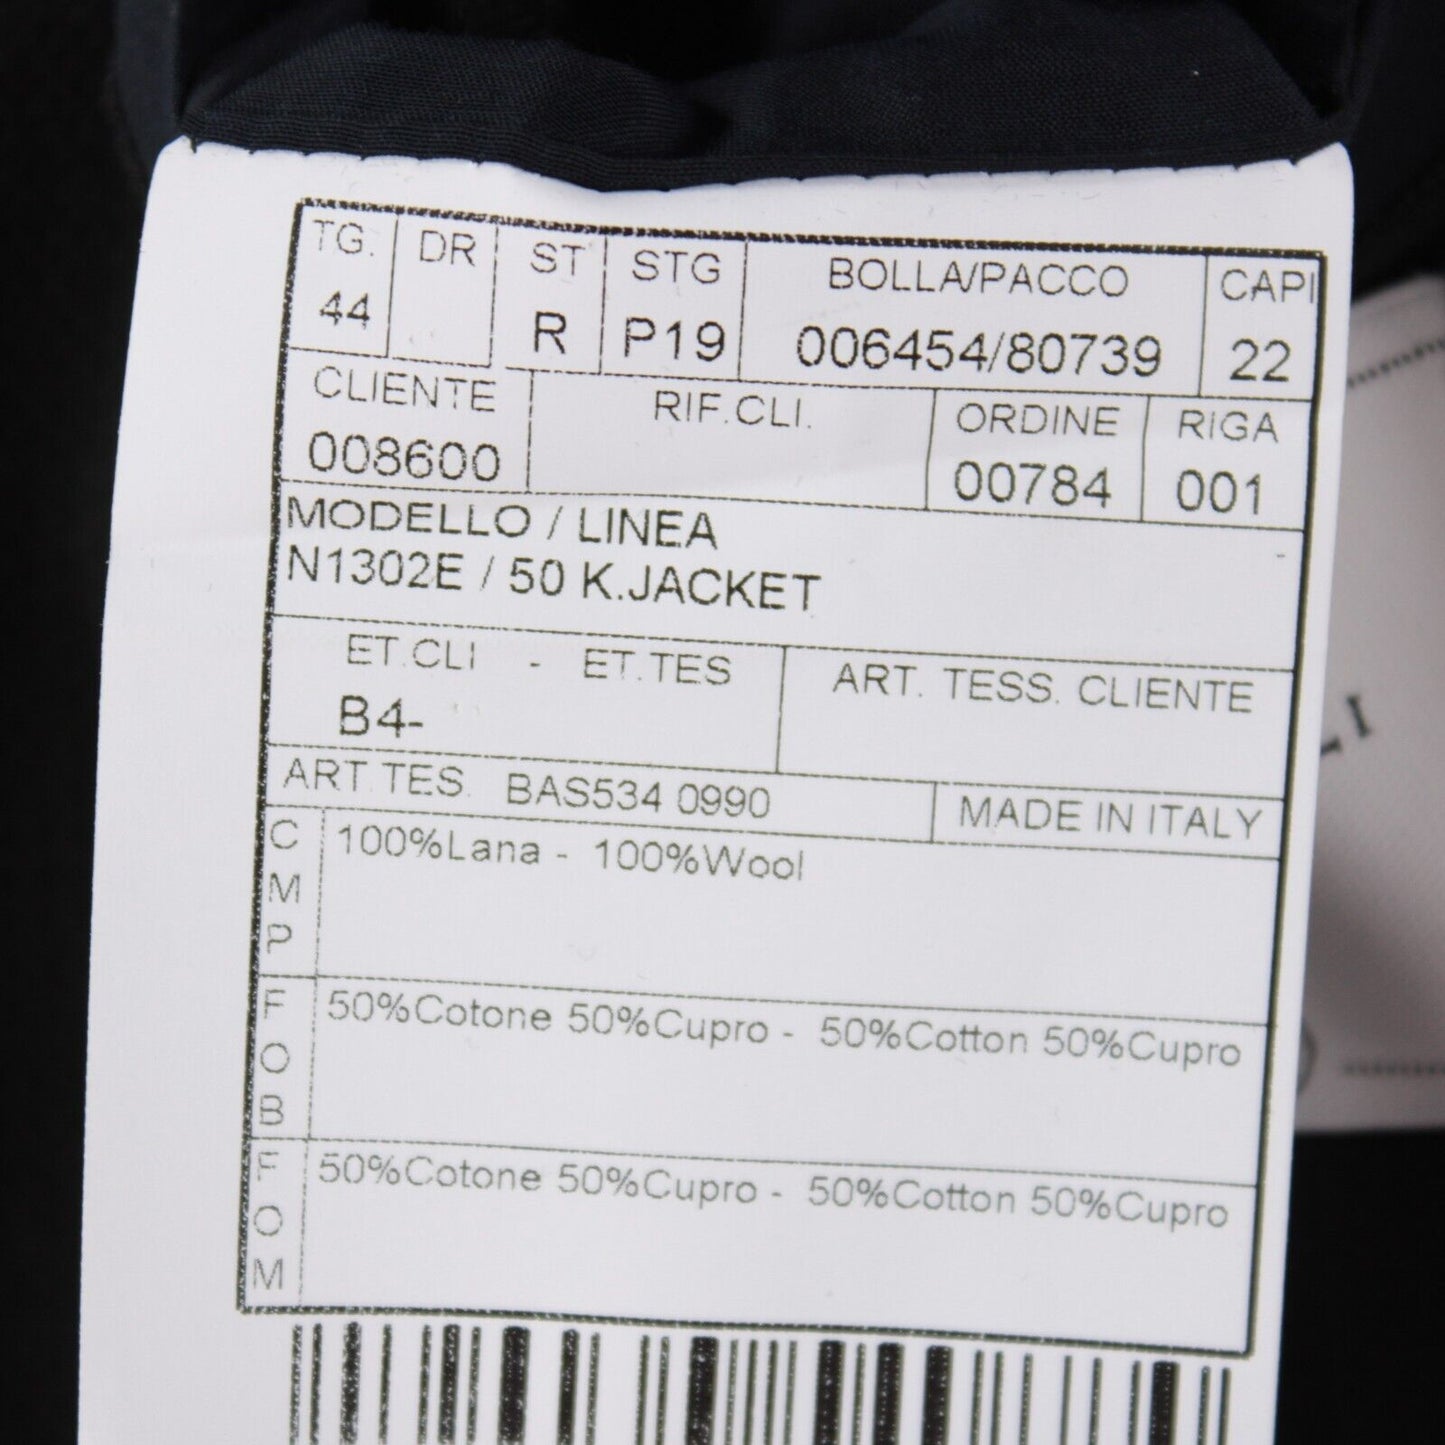 TG. DR ST STG BOLLA/PACCO CAPI
44 R P19 006454/80739 22
CLIENTE RIF.CLI. ORDINE RIGA
008600 00784 001
MODELLO / LINEA
N1302E / 50 K.JACKET
ET.CLI - ET.TES ART. TESS. CLIENTE
B4-
ART.TES. BAS534 0990 MADE IN ITALY
CMP 100%Lana - 100%Wool
FOB 50%Cotone 50%Cupro - 50%Cotton 50%Cupro
FOM 50%Cotone 50%Cupro - 50%Cotton 50%Cupro